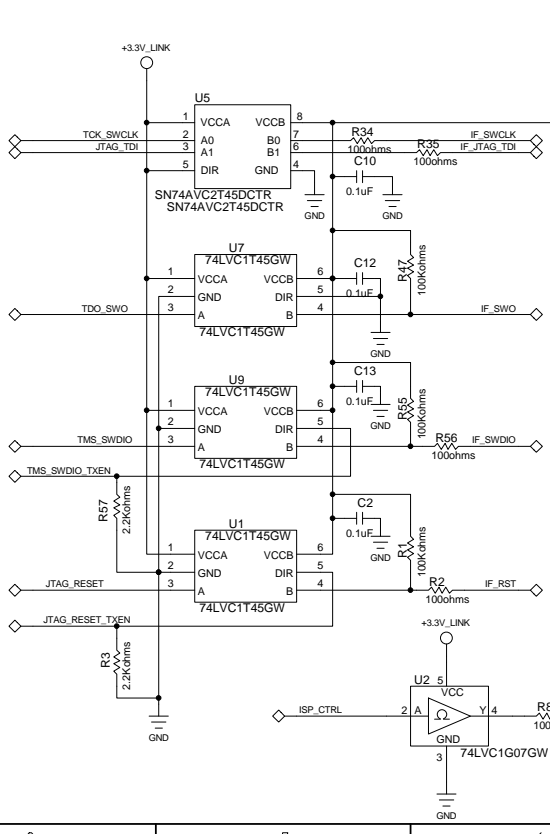 +3.3V_LINK
U5
1 VCCA VCCB 8
TCK_SWCLK 2 A0 B0 7 R34 100ohms IF_SWCLK
JTAG_TDI 3 A1 B1 6 R35 100ohms IF_JTAG_TDI
5 DIR GND 4
C10
0.1uF
GND
GND
SN74AVC2T45DCTR
SN74AVC2T45DCTR
U7
74LVC1T45GW
1 VCCA VCCB 6
2 GND DIR 5
TDO_SWO 3 A B 4 IF_SWO
74LVC1T45GW
C12
0.1uF
GND
R47
100Kohms
U9
74LVC1T45GW
1 VCCA VCCB 6
2 GND DIR 5
TMS_SWDIO 3 A B 4 R56 100ohms IF_SWDIO
74LVC1T45GW
C13
0.1uF
GND
R55
100Kohms
TMS_SWDIO_TXEN
R57
2.2Kohms
U1
74LVC1T45GW
1 VCCA VCCB 6
2 GND DIR 5
JTAG_RESET 3 A B 4 R2 100ohms IF_RST
74LVC1T45GW
C2
0.1uF
GND
R1
100Kohms
JTAG_RESET_TXEN
R3
2.2Kohms
GND
+3.3V_LINK
U2 5
VCC
ISP_CTRL 2 A Ω Y 4
GND
3
74LVC1G07GW
GND